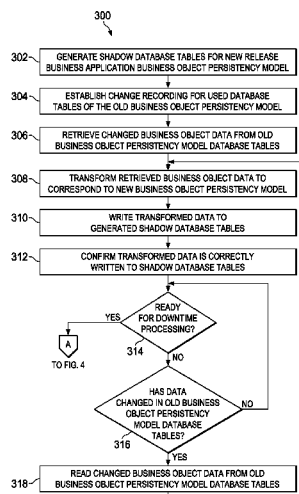 300
302
GENERATE SHADOW DATABASE TABLES FOR NEW RELEASE
BUSINESS APPLICATION BUSINESS OBJECT PERSISTENCY MODEL
304
ESTABLISH CHANGE RECORDING FOR USED DATABASE
TABLES OF THE OLD BUSINESS OBJECT PERSISTENCY MODEL
306
RETRIEVE CHANGED BUSINESS OBJECT DATA FROM OLD
BUSINESS OBJECT PERSISTENCY MODEL DATABASE TABLES
308
TRANSFORM RETRIEVED BUSINESS OBJECT DATA TO
CORRESPOND TO NEW BUSINESS OBJECT PERSISTENCY MODEL
310
WRITE TRANSFORMED DATA TO
GENERATED SHADOW DATABASE TABLES
312
CONFIRM TRANSFORMED DATA IS CORRECTLY
WRITTEN TO SHADOW DATABASE TABLES
YES
READY
FOR DOWNTIME
PROCESSING?
A
314
TO FIG. 4
NO
HAS DATA
CHANGED IN OLD BUSINESS
OBJECT PERSISTENCY
MODEL DATABASE
TABLES?
NO
316
YES
318
READ CHANGED BUSINESS OBJECT DATA FROM OLD
BUSINESS OBJECT PERSISTENCY MODEL DATABASE TABLES